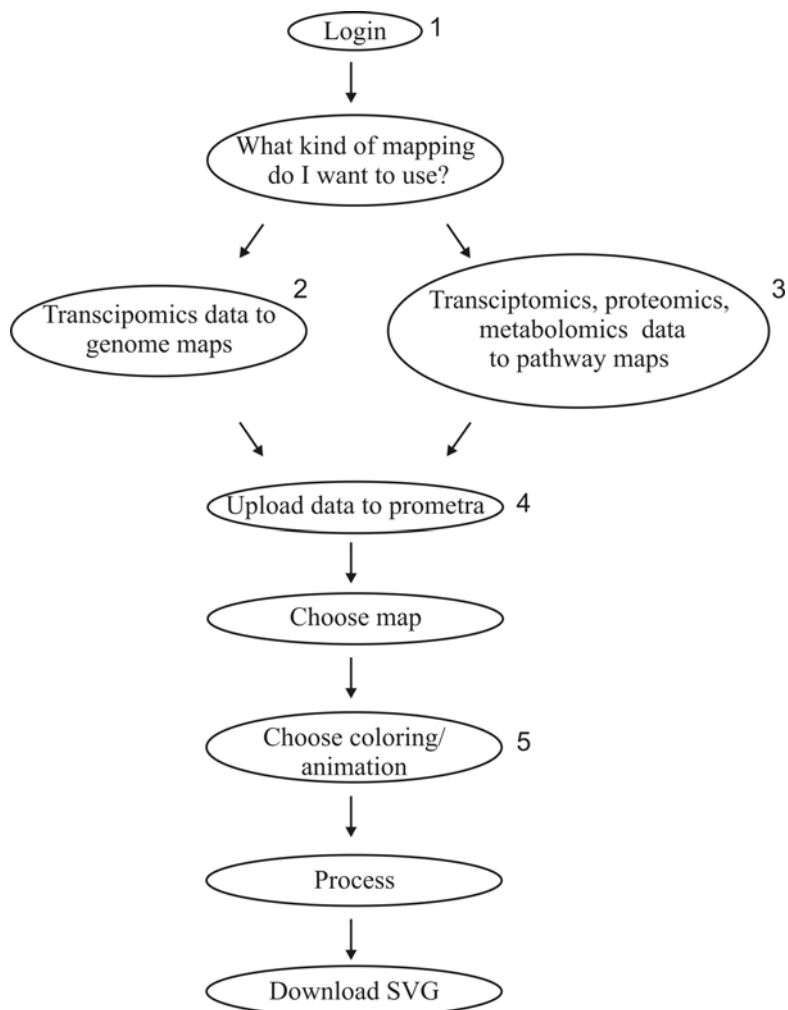 Login 1
What kind of mapping
do I want to use?
2
Transcipomics data to
genome maps
3
Transciptomics, proteomics,
metabolomics data
to pathway maps
Upload data to prometra 4
Choose map
Choose coloring/ 5
animation
Process
Download SVG